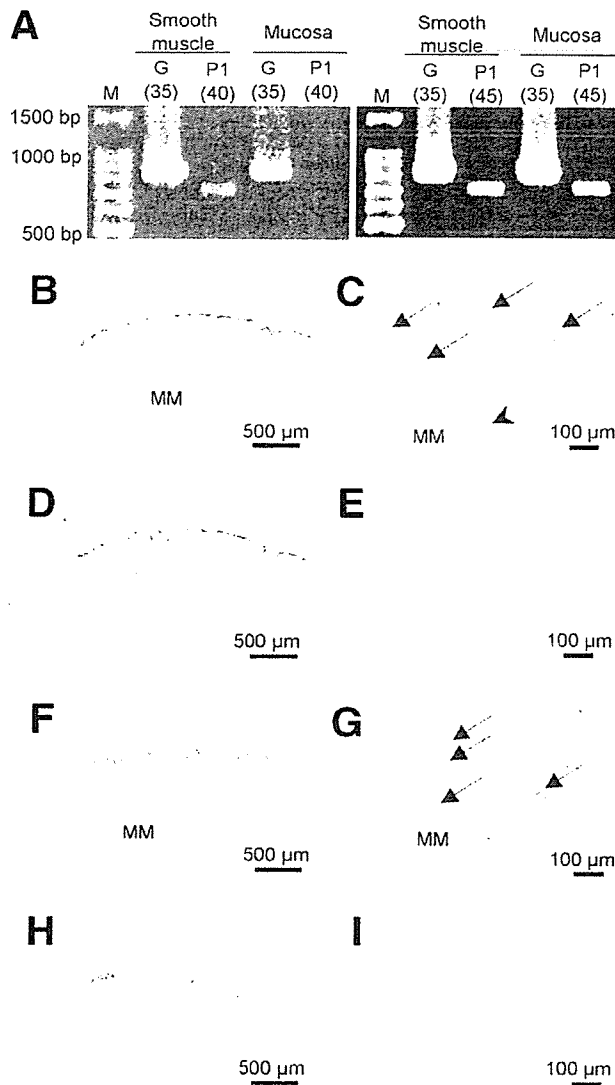 A
Smooth muscle Mucosa Smooth muscle Mucosa
M G P1 G P1 M G P1 G P1
(35) (40) (35) (40) (35) (45) (35) (45)
1500 bp
1000 bp
500 bp
B C
MM MM
500 µm 100 µm
D E
500 µm 100 µm
F G
MM MM
500 µm 100 µm
H I
500 µm 100 µm